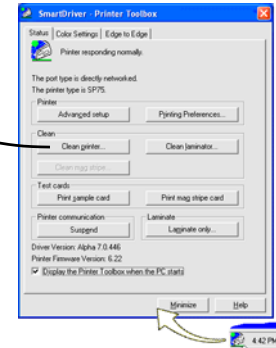 SmartDriver - Printer Toolbox
Status Color Settings Edge to Edge
Printer responding normally.
The port type is directly networked.
The printer type is SP75.
Printer
Advanced setup Printing Preferences...
Clean
Clean printer... Clean laminator...
Clean mag stripe...
Test cards
Print sample card Print mag stripe card
Printer communication Laminate
Suspend Laminate only...
Driver Version: Alpha 7.0.446
Printer Firmware Version: 6.22
Display the Printer Toolbox when the PC starts
Minimize Help
4:42 PM